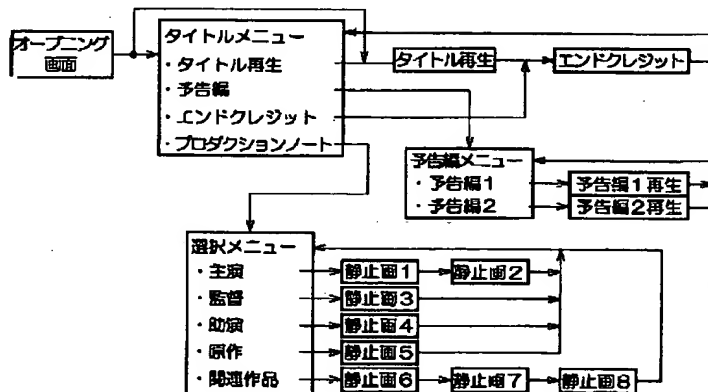 オープニング
画面
タイトルメニュー
・タイトル再生
・予告編
・エンドクレジット
・プロダクションノート
タイトル再生
エンドクレジット
予告編メニュー
・予告編1
・予告編2
予告編1再生
予告編2再生
選択メニュー
・主演
・監督
・助演
・原作
・関連作品
静止画1
静止画2
静止画3
静止画4
静止画5
静止画6
静止画7
静止画8